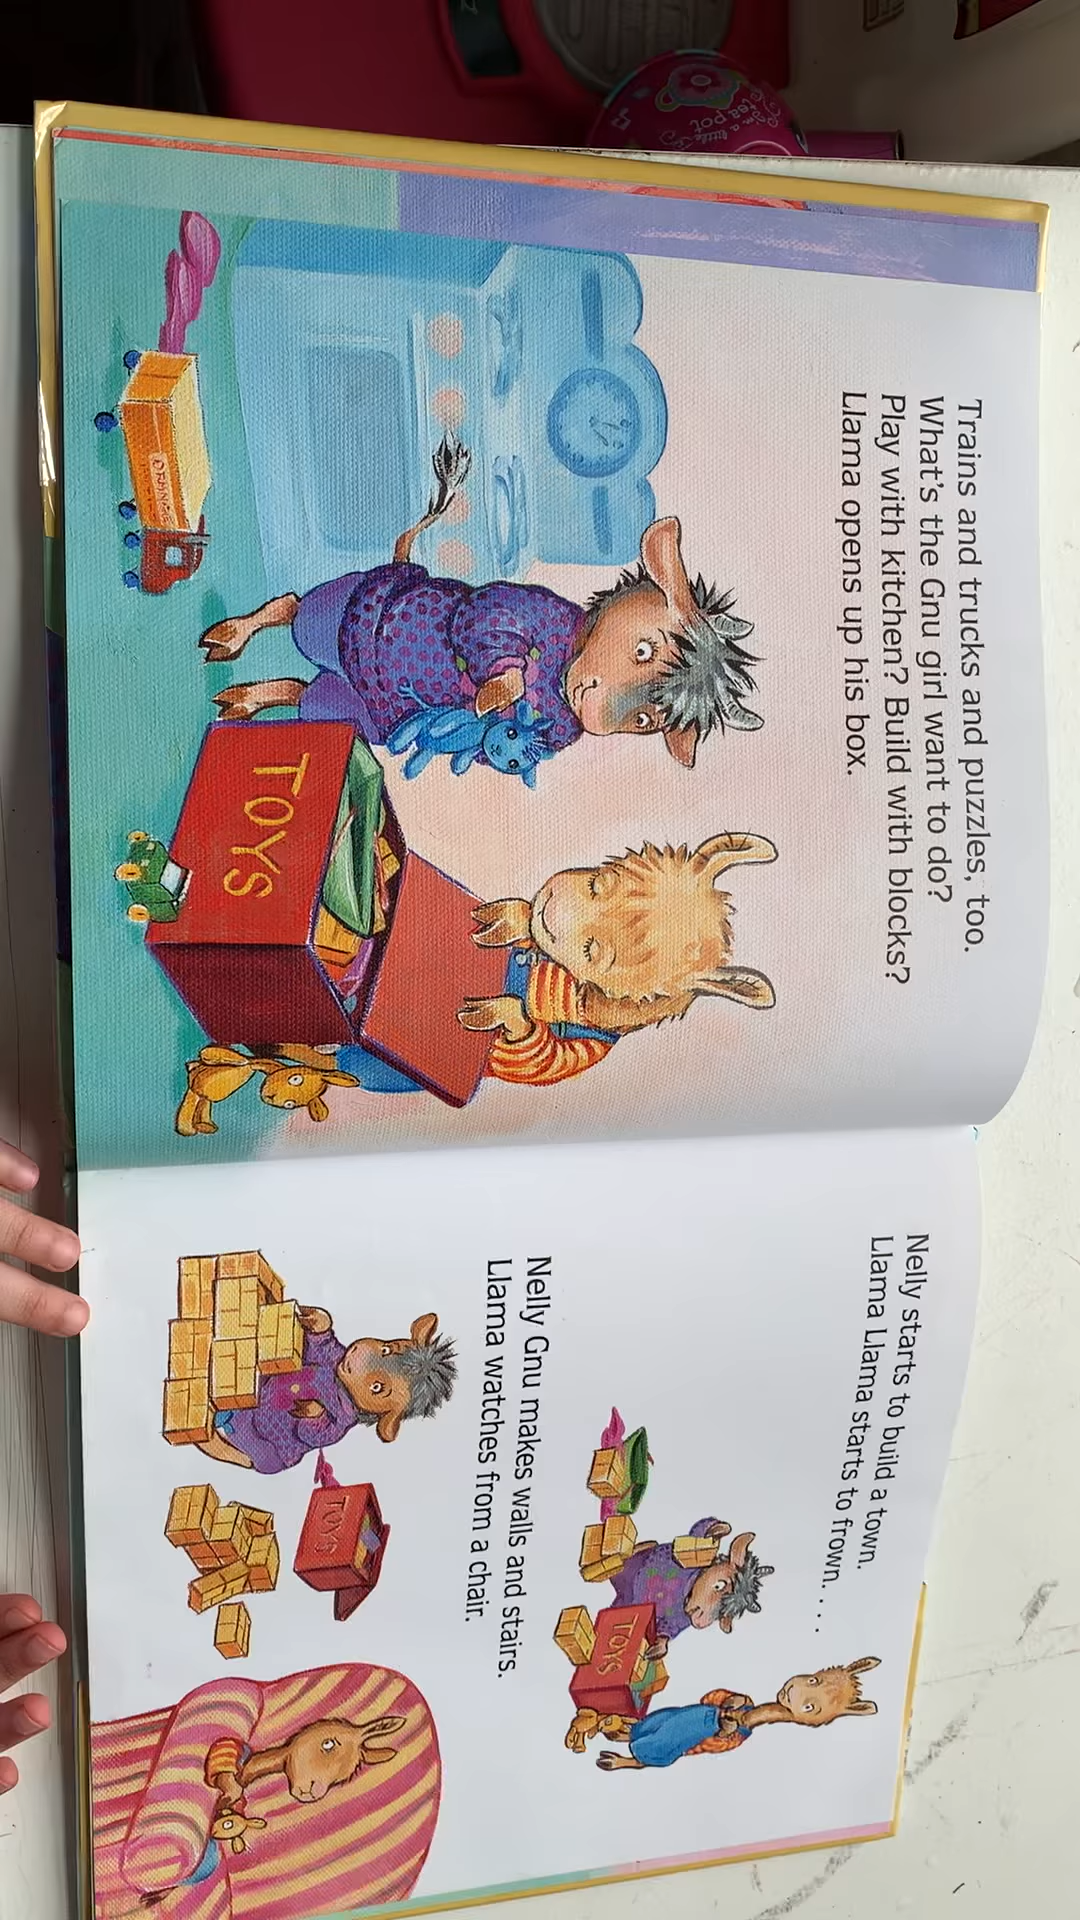 Trains and trucks and puzzles, too.
What's the Gnu girl want to do?
Play with kitchen? Build with blocks?
Llama opens up his box.
TOYS
Nelly starts to build a town.
Llama Llama starts to frown. . . .
TOYS
Nelly Gnu makes walls and stairs.
Llama watches from a chair.
TOYS
I'm a little
teapot